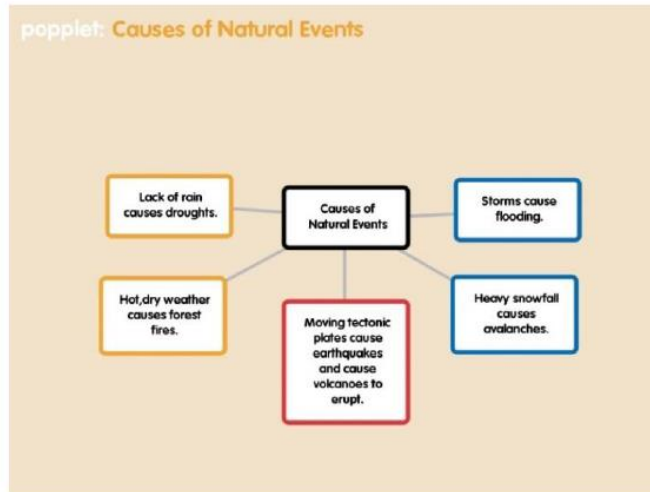 popplet: Causes of Natural Events
Lack of rain
causes droughts.
Causes of
Natural Events
Storms cause
flooding.
Hot,dry weather
causes forest
fires.
Moving tectonic
plates cause
earthquakes
and cause
volcanoes to
erupt.
Heavy snowfall
causes
avalanches.